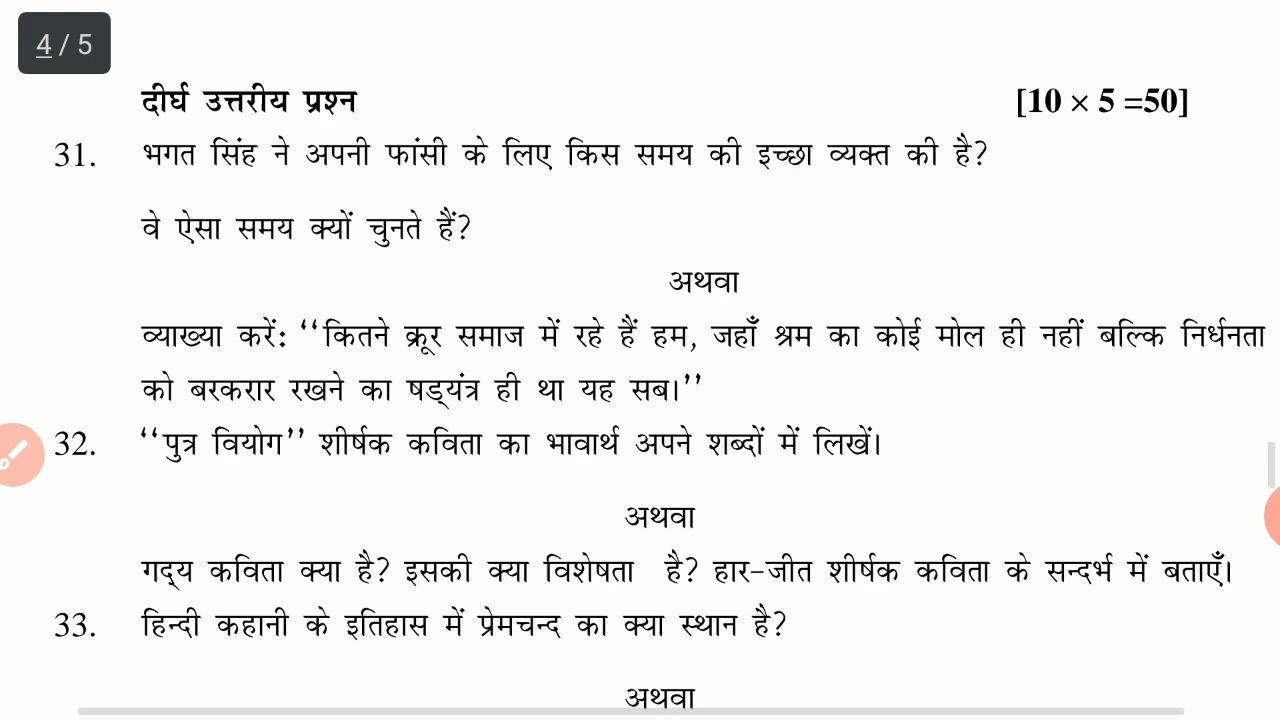 4 / 5
दीर्घ उत्तरीय प्रश्न [10 × 5 =50]
31. भगत सिंह ने अपनी फांसी के लिए किस समय की इच्छा व्यक्त की है?
वे ऐसा समय क्यों चुनते हैं?
अथवा
व्याख्या करें: ‘‘कितने क्रूर समाज में रहे हैं हम, जहाँ श्रम का कोई मोल ही नहीं बल्कि निर्धनता
को बरकरार रखने का षड्यंत्र ही था यह सब।’’
32. ‘‘पुत्र वियोग’’ शीर्षक कविता का भावार्थ अपने शब्दों में लिखें।
अथवा
गद्य कविता क्या है? इसकी क्या विशेषता है? हार-जीत शीर्षक कविता के सन्दर्भ में बताएँ।
33. हिन्दी कहानी के इतिहास में प्रेमचन्द का क्या स्थान है?
अथवा